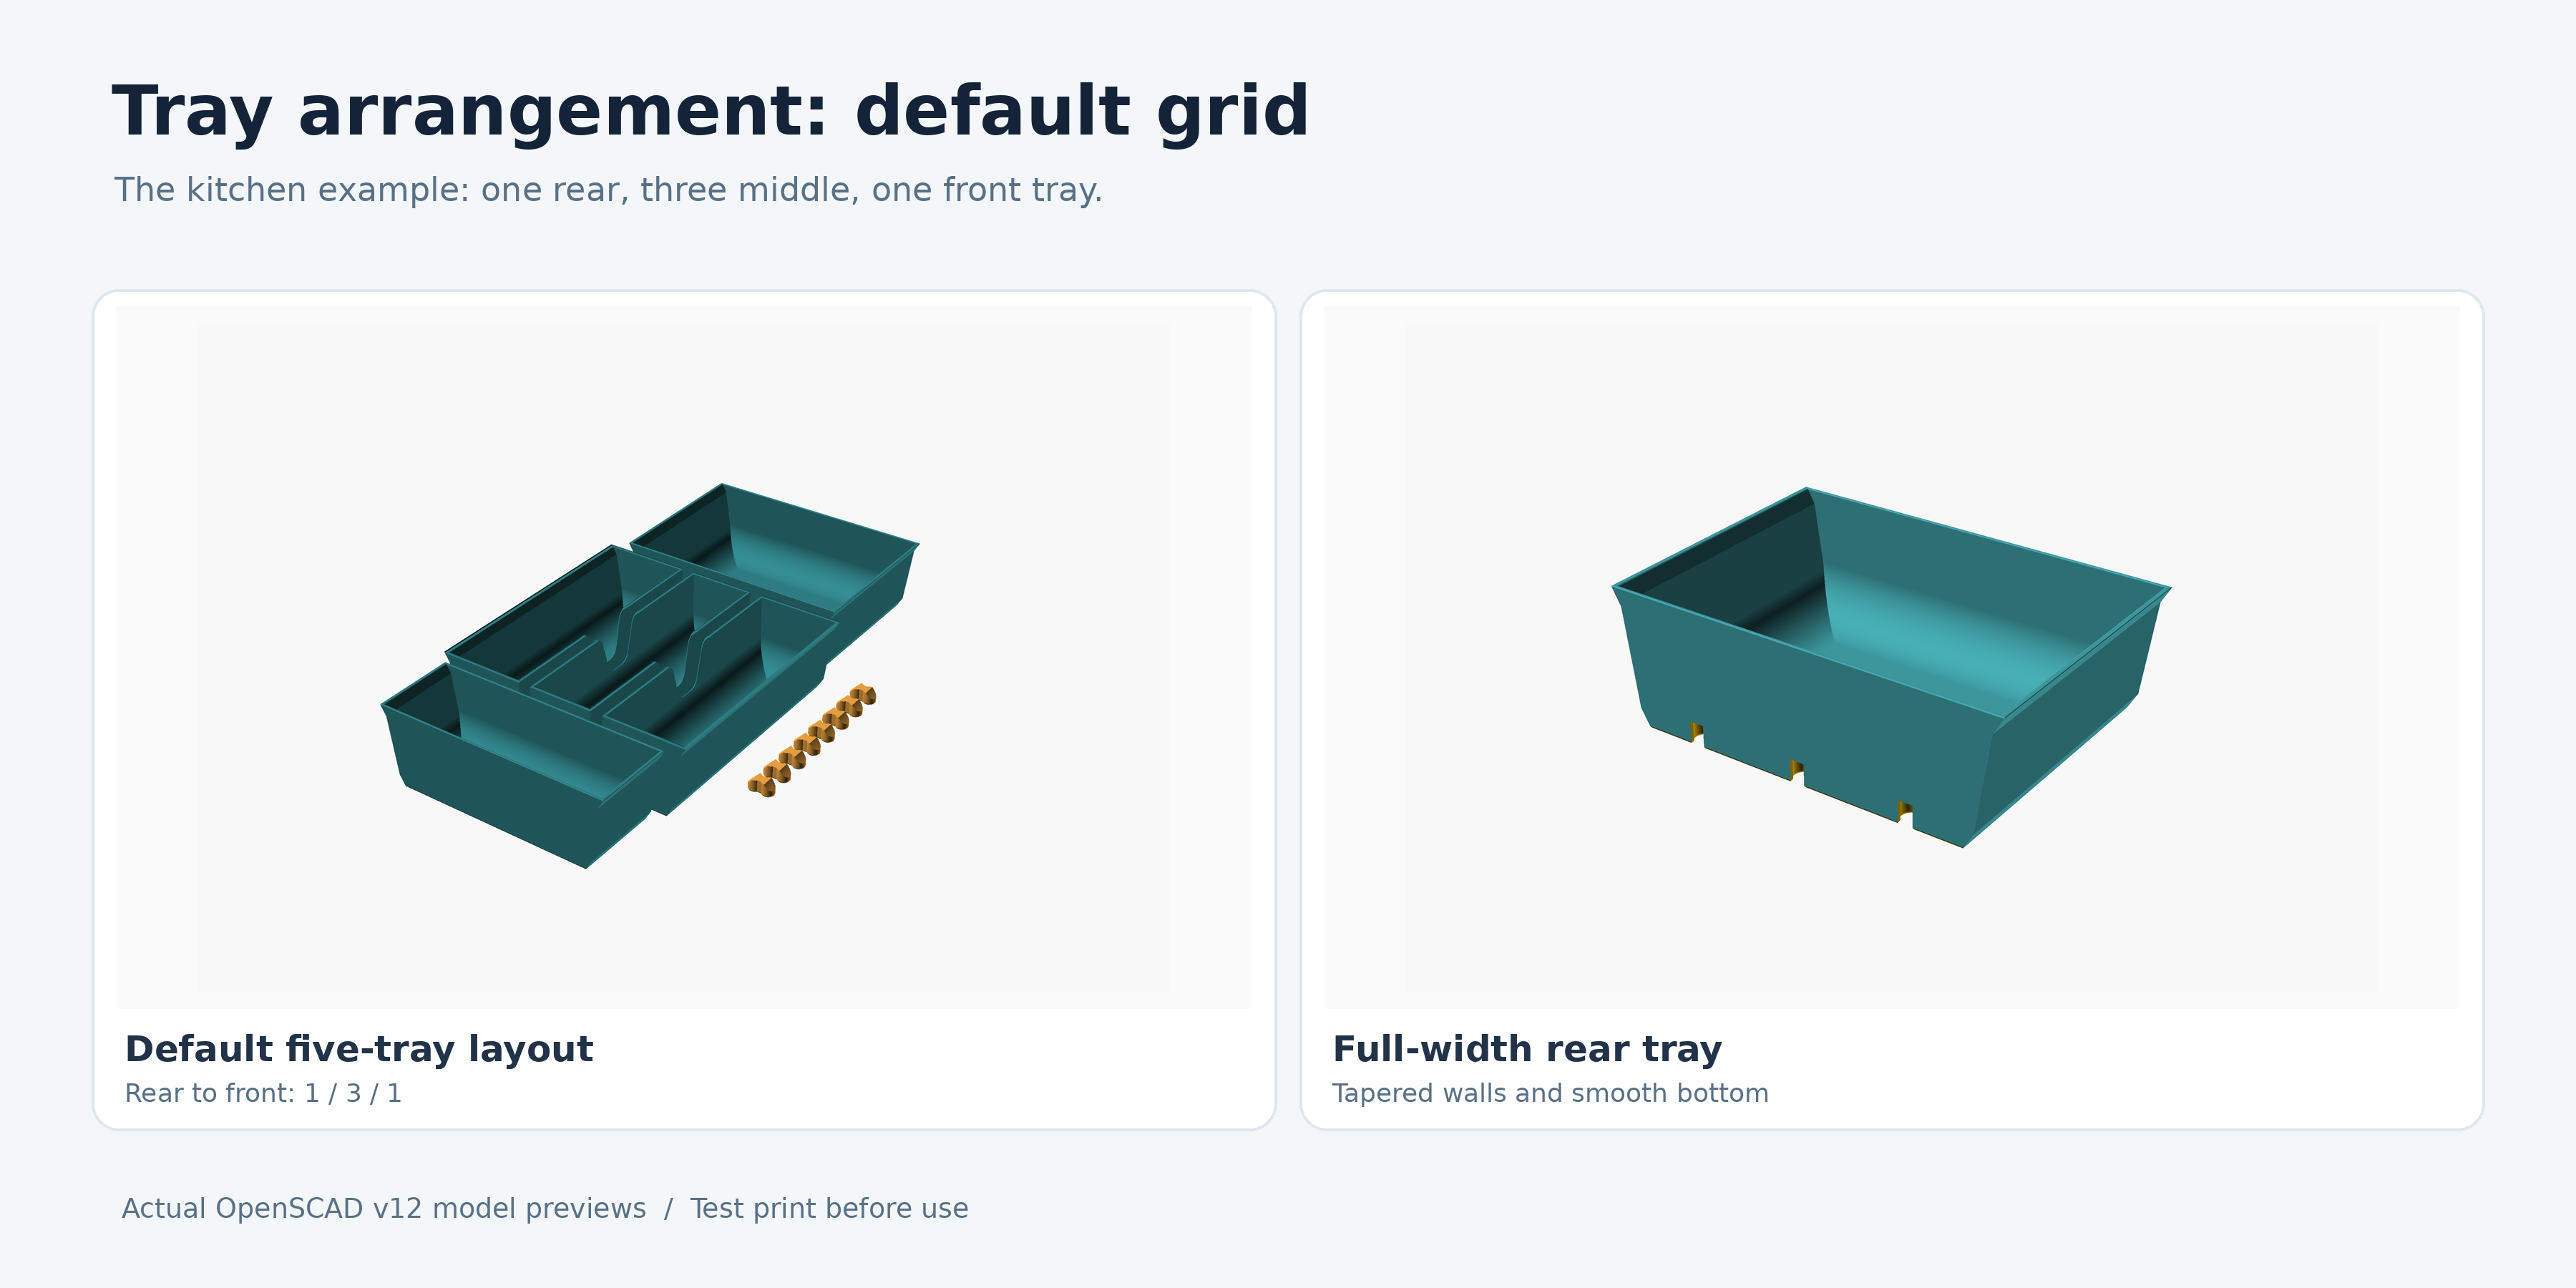 Tray arrangement: default grid
The kitchen example: one rear, three middle, one front tray.
Default five-tray layout
Rear to front: 1 / 3 / 1
Full-width rear tray
Tapered walls and smooth bottom
Actual OpenSCAD v12 model previews / Test print before use